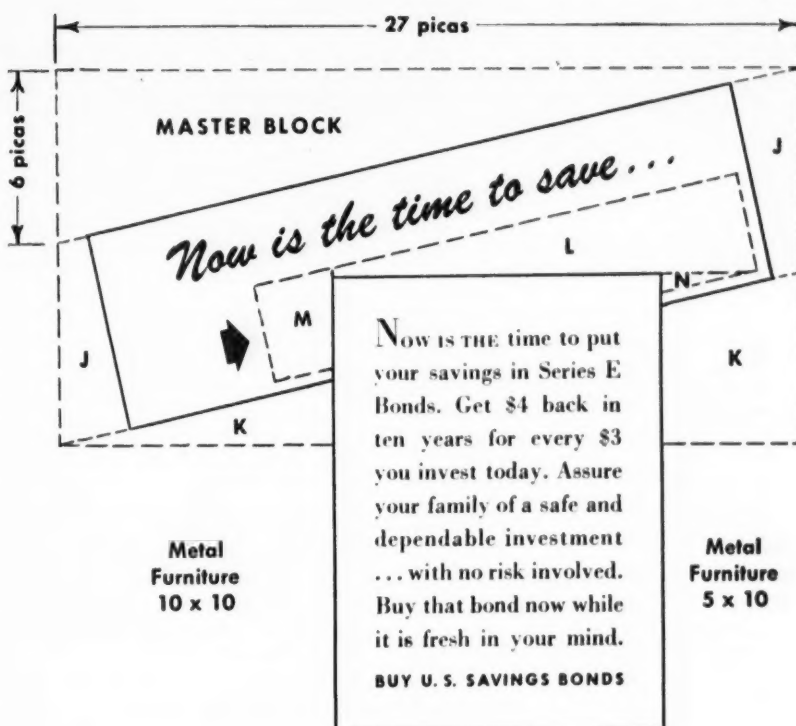 27 picas
6 picas
MASTER BLOCK
J
Now is the time to save...
L
N
M
J
K
K
NOW IS THE time to put
your savings in Series E
Bonds. Get $4 back in
ten years for every $3
you invest today. Assure
your family of a safe and
dependable investment
...with no risk involved.
Buy that bond now while
it is fresh in your mind.
BUY U. S. SAVINGS BONDS
Metal
Furniture
10 x 10
Metal
Furniture
5 x 10